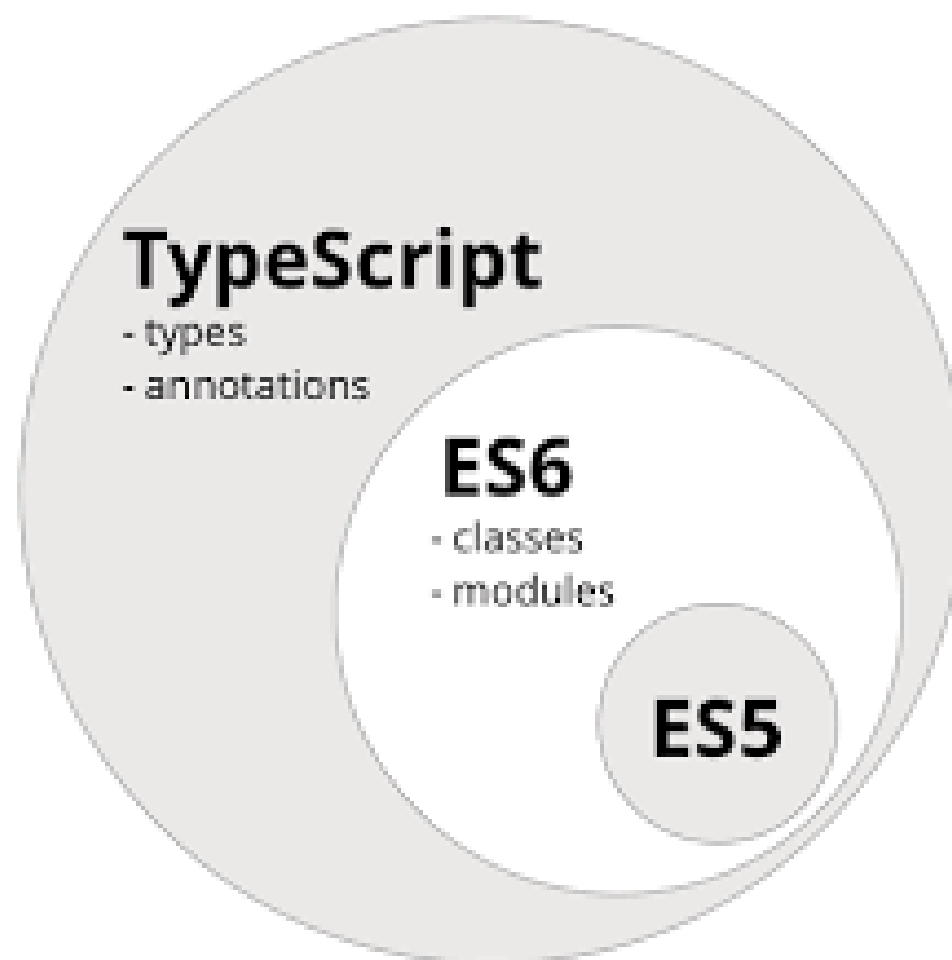 TypeScript
- types
- annotations
ES6
- classes
- modules
ES5